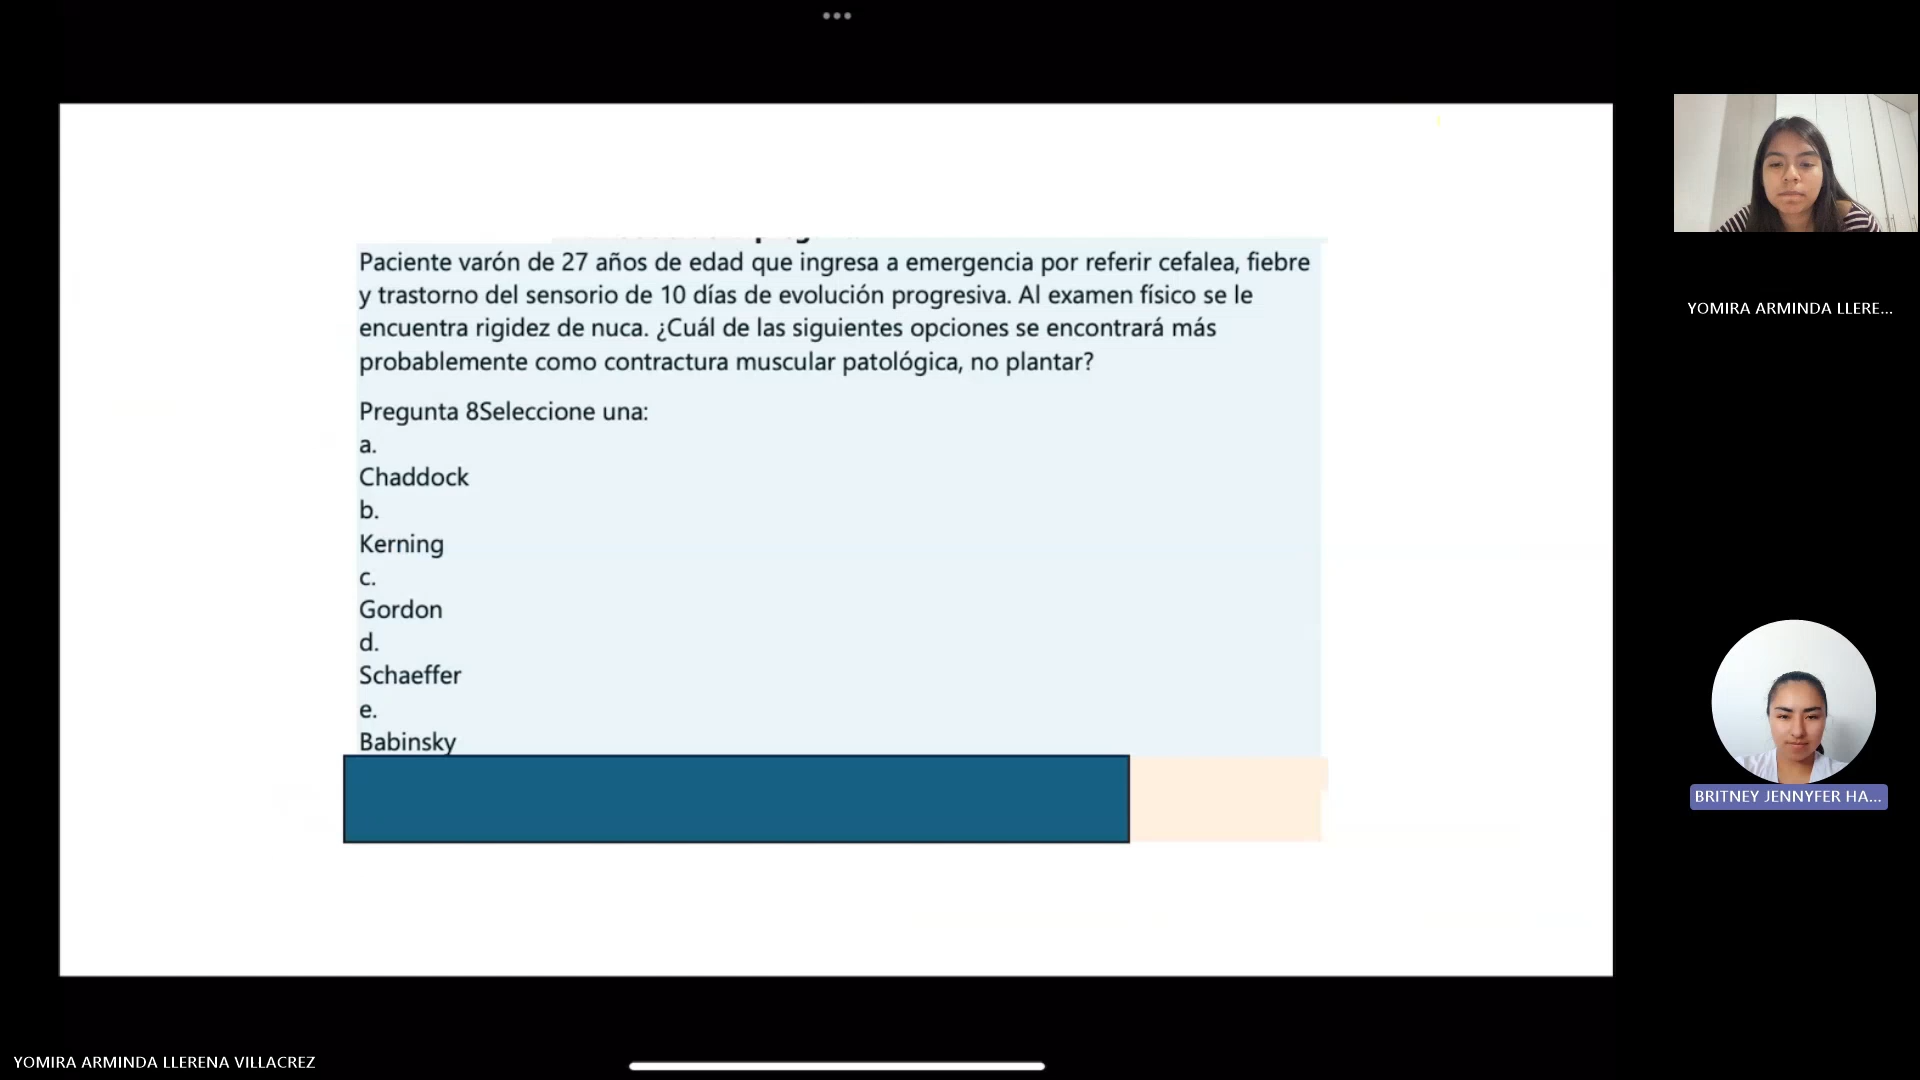 Paciente varón de 27 años de edad que ingresa a emergencia por referir cefalea, fiebre
y trastorno del sensorio de 10 días de evolución progresiva. Al examen físico se le
encuentra rigidez de nuca. ¿Cuál de las siguientes opciones se encontrará más
probablemente como contractura muscular patológica, no plantar?
Pregunta 8Seleccione una:
a.
Chaddock
b.
Kerning
c.
Gordon
d.
Schaeffer
e.
Babinsky
YOMIRA ARMINDA LLERE...
BRITNEY JENNYFER HA...
YOMIRA ARMINDA LLERENA VILLACREZ